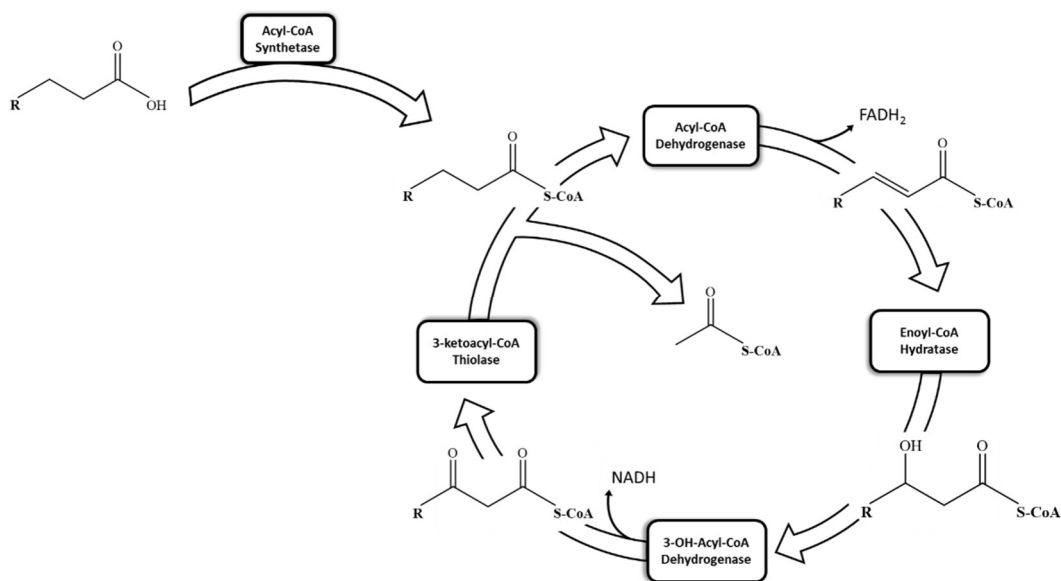 Acyl-CoA
Synthetase
O
OH
R
Acyl-CoA
Dehydrogenase
FADH₂
O
R
S-CoA
O
R
S-CoA
O
S-CoA
Enoyl-CoA
Hydratase
3-ketoacyl-CoA
Thiolase
OH
O
R
S-CoA
O
O
R
S-CoA
NADH
3-OH-Acyl-CoA
Dehydrogenase